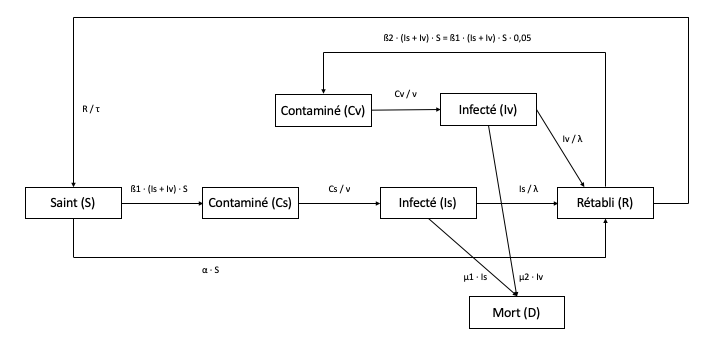 ß2 · (Is + Iv) · S = ß1 · (Is + Iv) · S · 0,05
Cv / v
Contaminé (Cv)
Infecté (Iv)
R / τ
Iv / λ
ß1 · (Is + Iv) · S
Cs / v
Is / λ
Saint (S)
Contaminé (Cs)
Infecté (Is)
Rétabli (R)
α · S
µ1 · Is
µ2 · Iv
Mort (D)